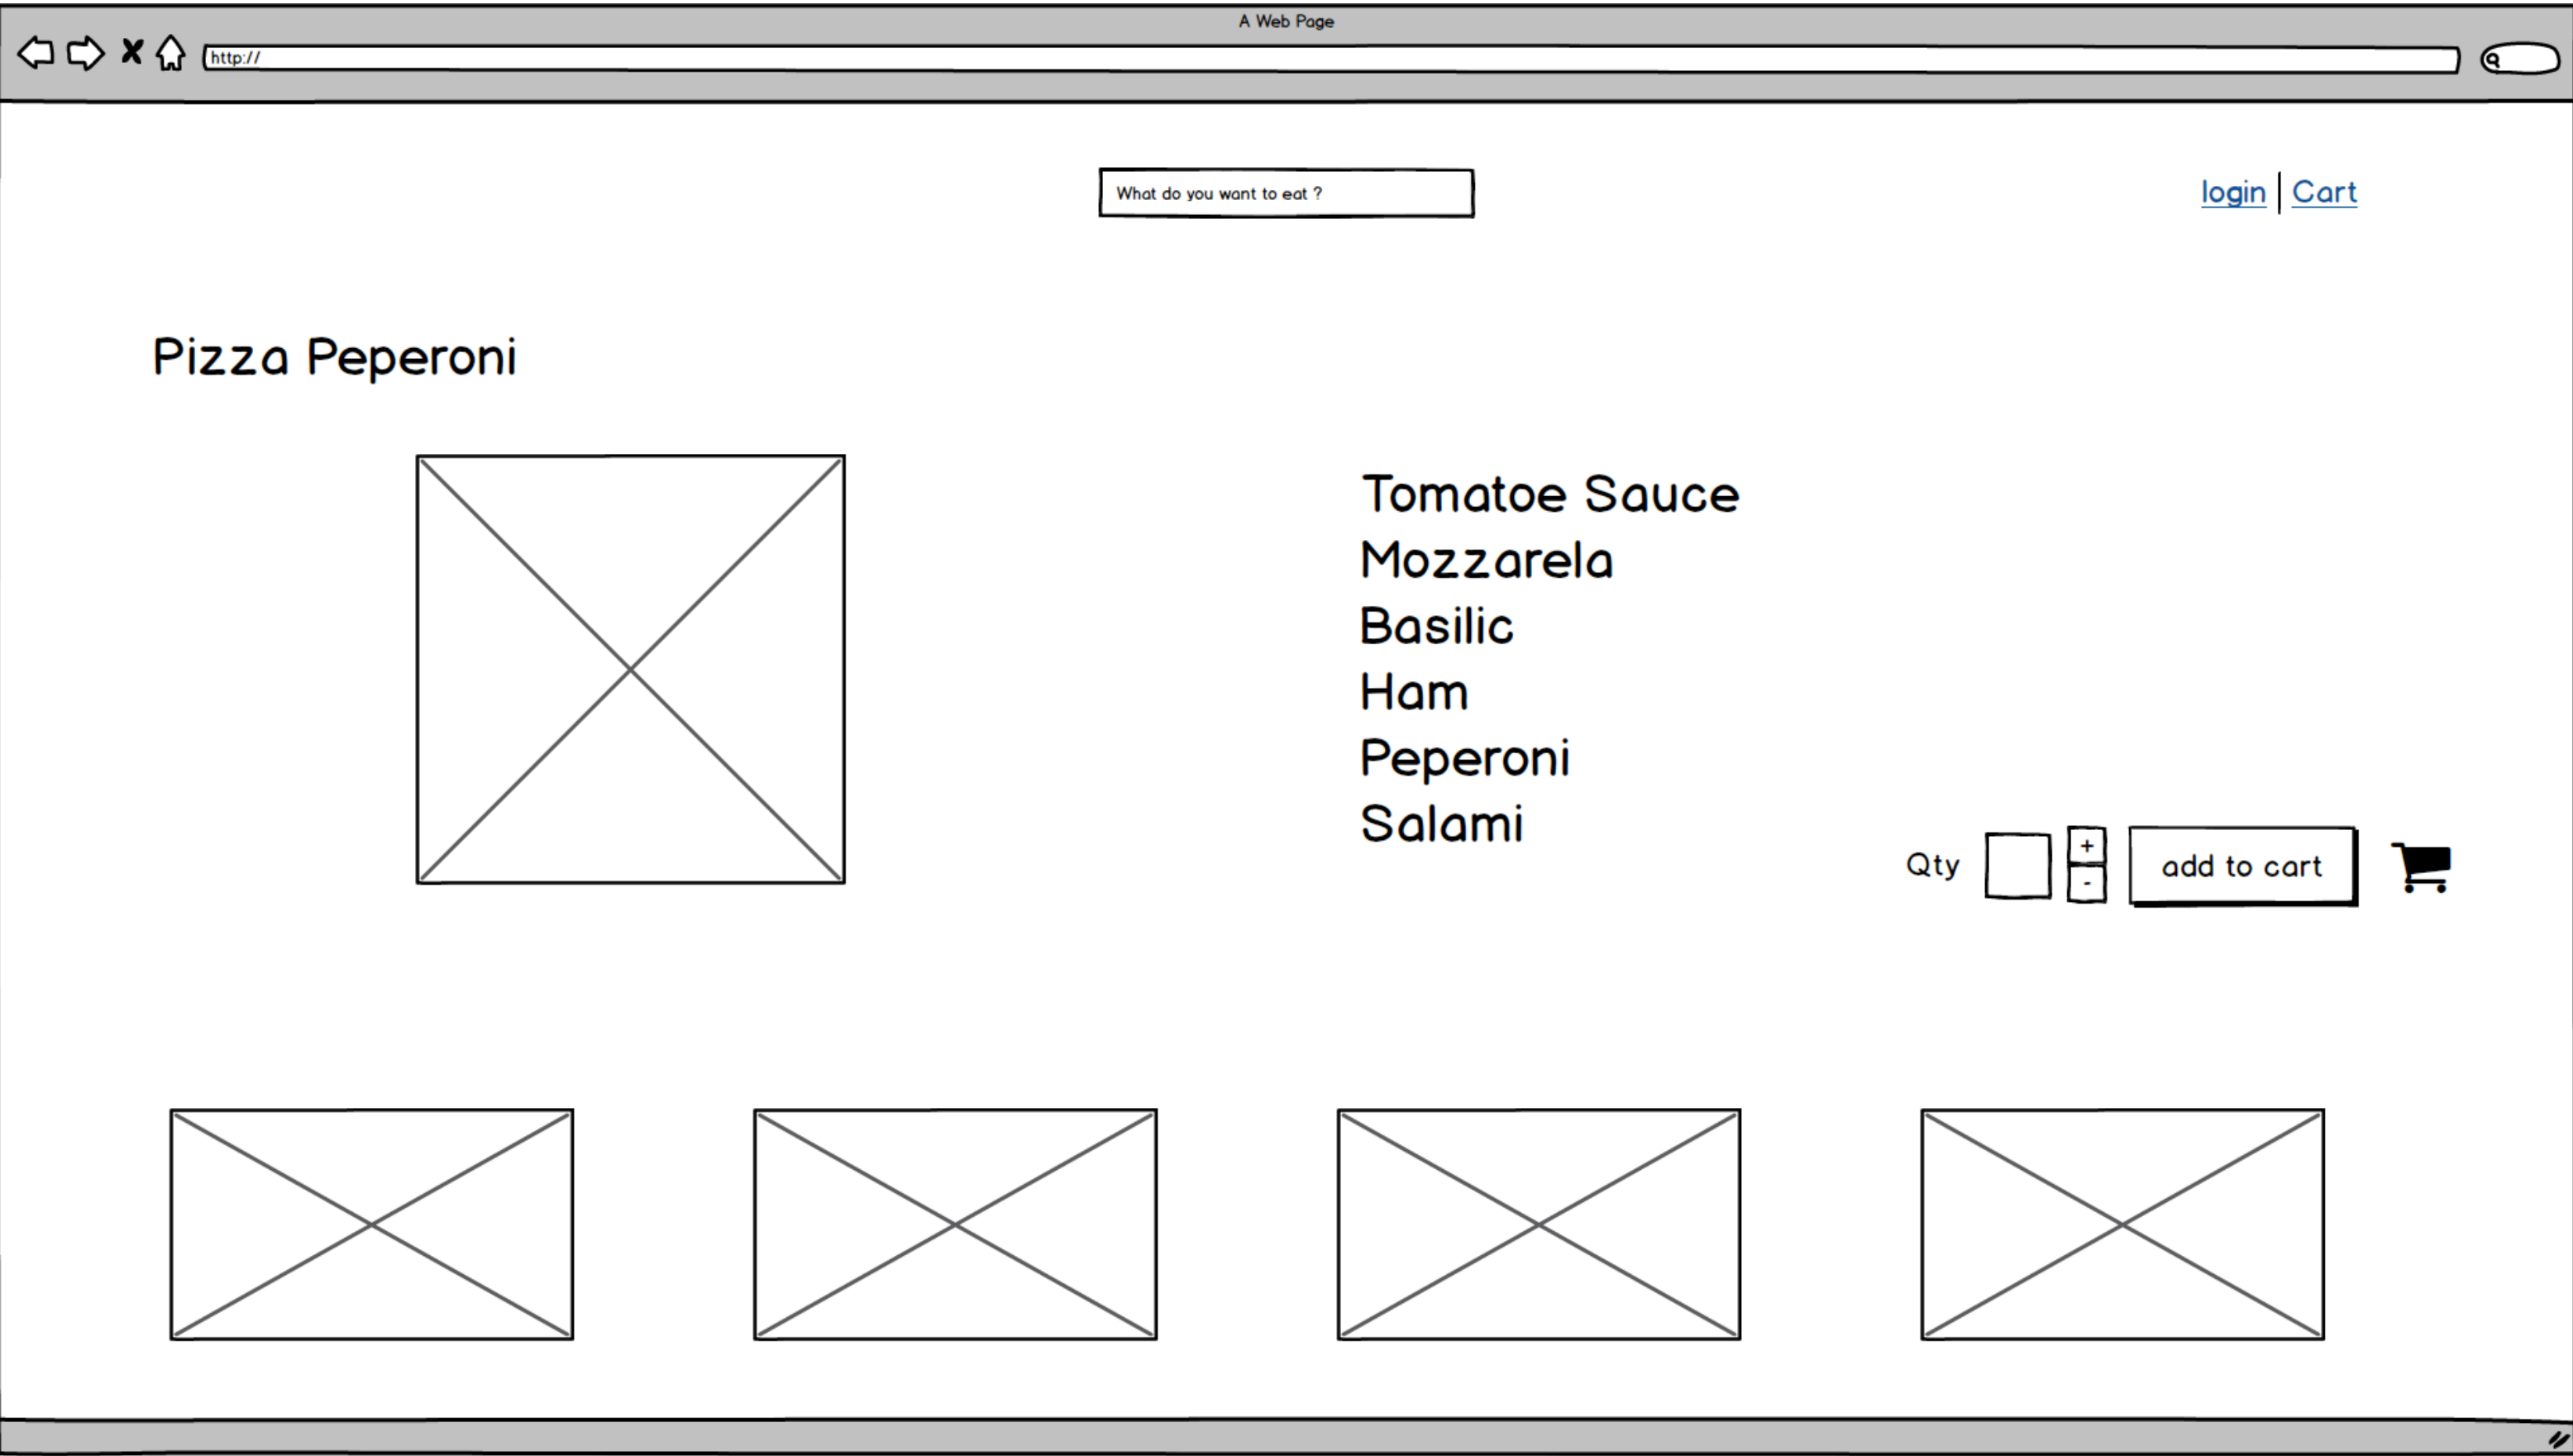 A Web Page
http://
What do you want to eat ?
login | Cart
Pizza Peperoni
Tomatoe Sauce
Mozzarela
Basilic
Ham
Peperoni
Salami
Qty
+
-
add to cart